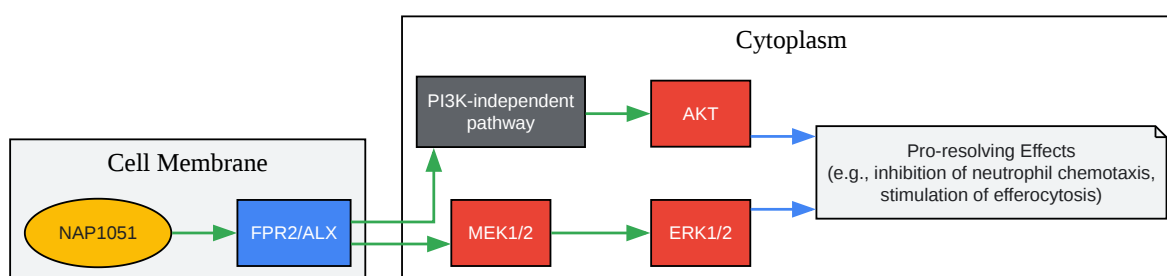 Cytoplasm
Cell Membrane
PI3K-independent
pathway
AKT
Pro-resolving Effects
(e.g., inhibition of neutrophil chemotaxis,
stimulation of efferocytosis)
NAP1051
FPR2/ALX
MEK1/2
ERK1/2